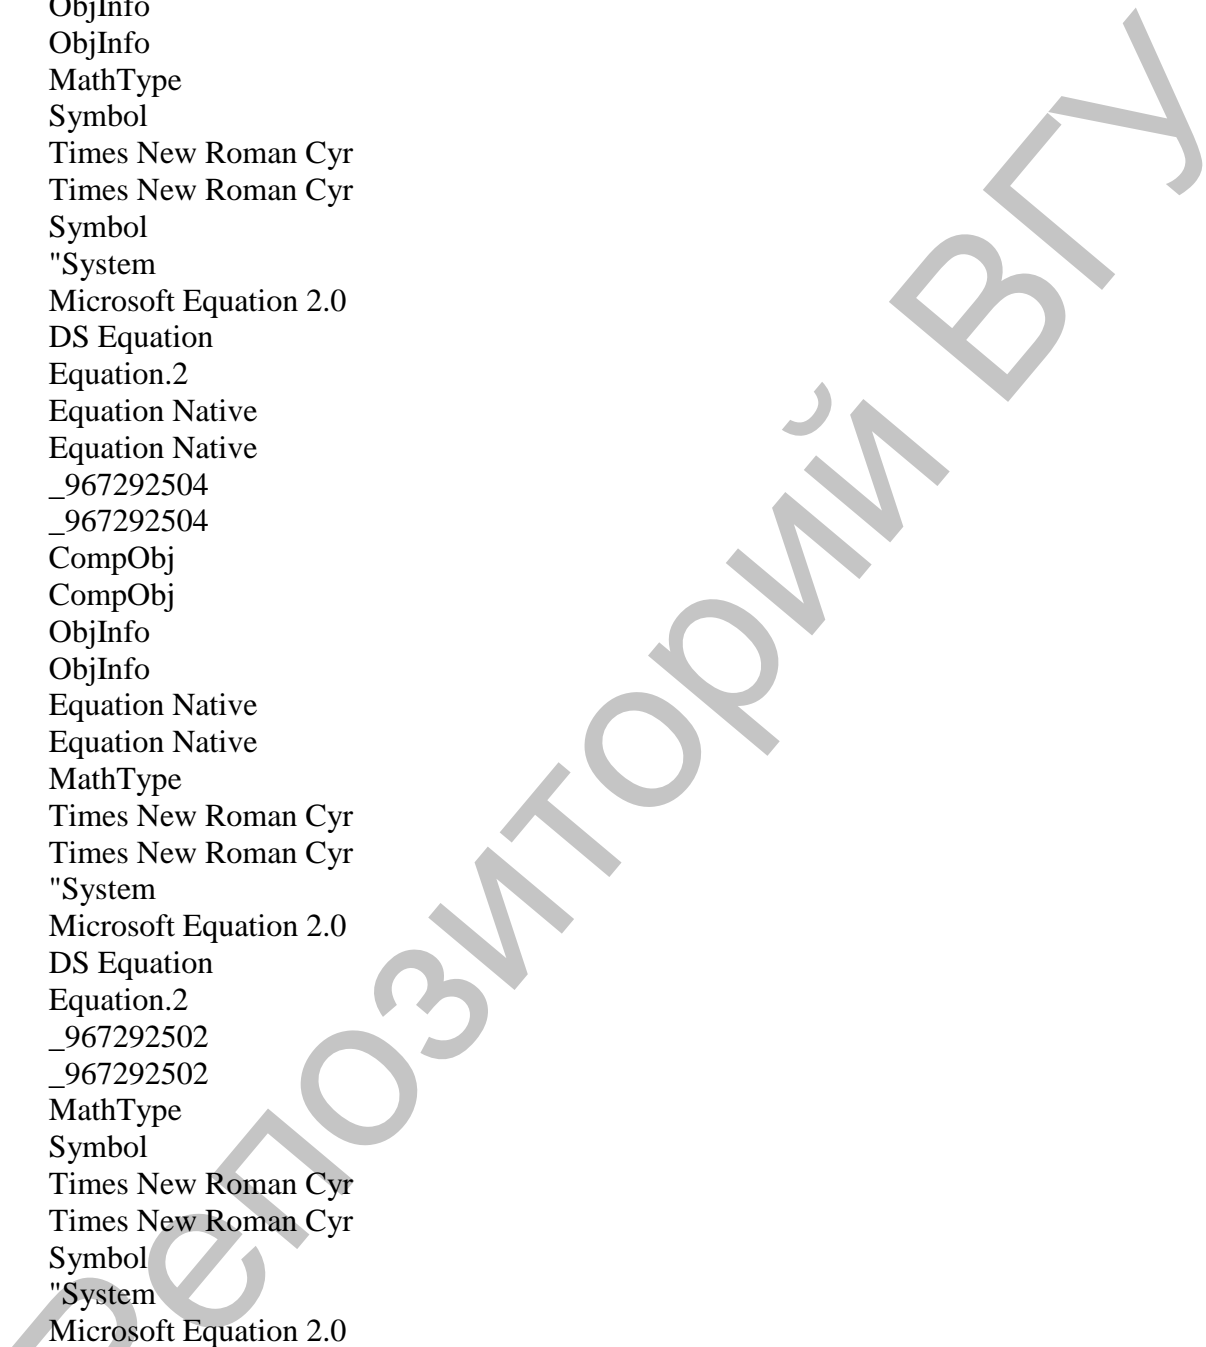 ObjInfo
ObjInfo
MathType
Symbol
Times New Roman Cyr
Times New Roman Cyr
Symbol
"System
Microsoft Equation 2.0
DS Equation
Equation.2
Equation Native
Equation Native
_967292504
_967292504
CompObj
CompObj
ObjInfo
ObjInfo
Equation Native
Equation Native
MathType
Times New Roman Cyr
Times New Roman Cyr
"System
Microsoft Equation 2.0
DS Equation
Equation.2
_967292502
_967292502
MathType
Symbol
Times New Roman Cyr
Times New Roman Cyr
Symbol
"System
Microsoft Equation 2.0
Репозиторий ВГУ